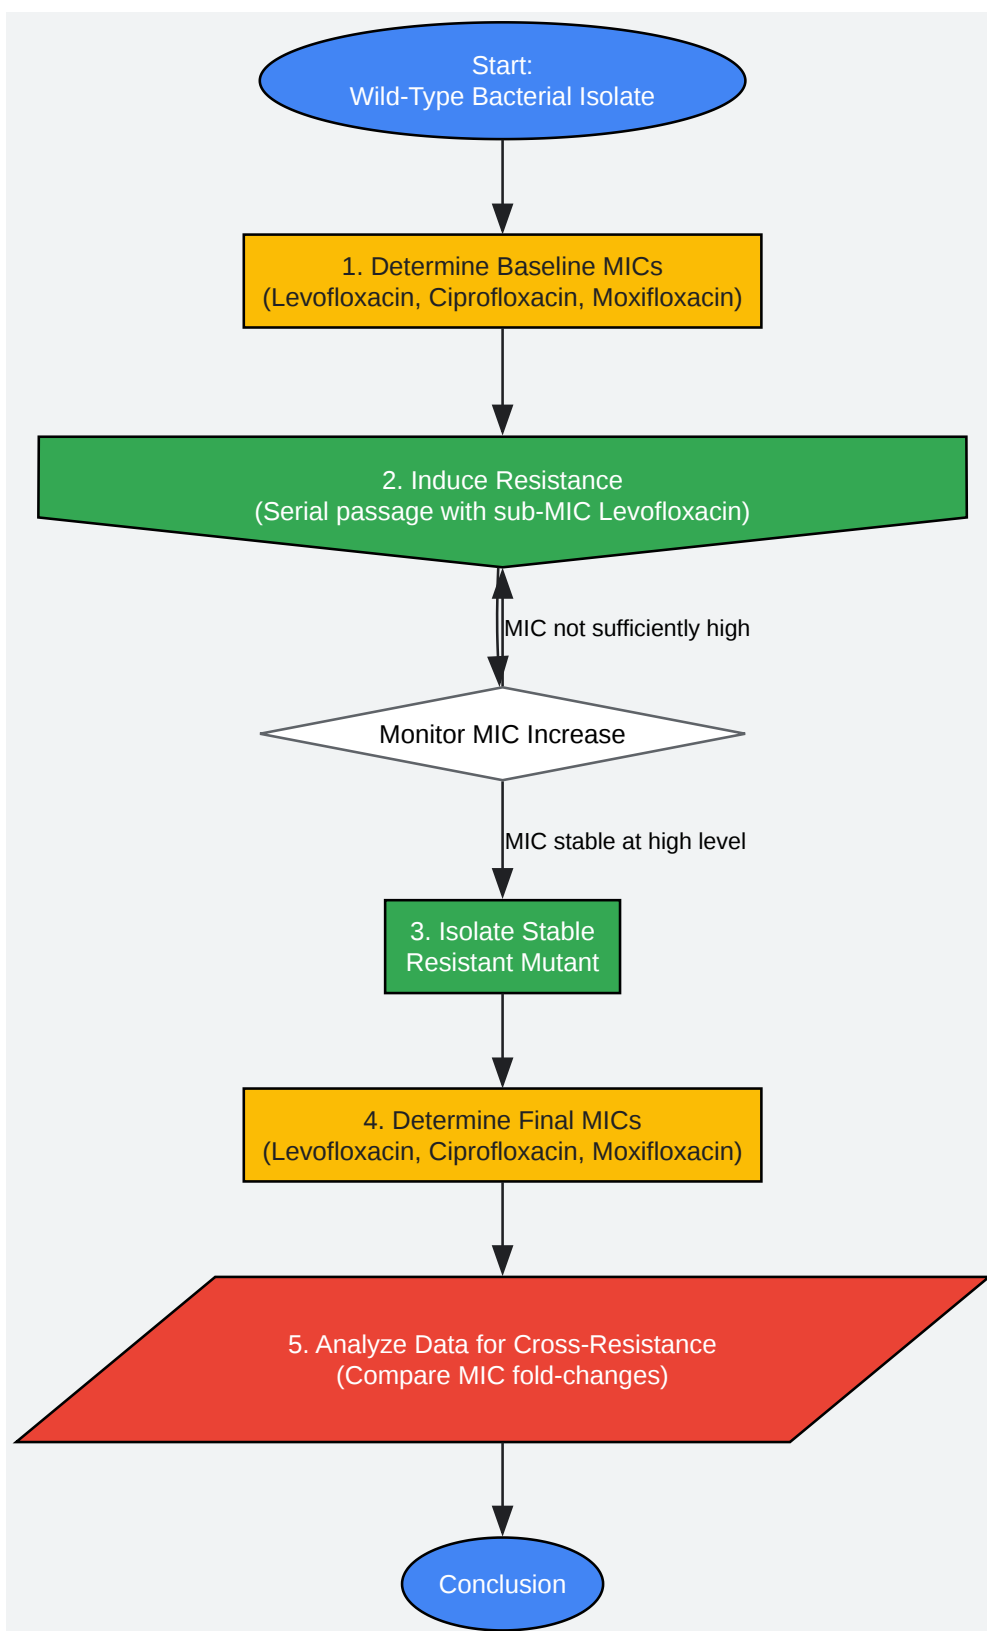 Start:
Wild-Type Bacterial Isolate
1. Determine Baseline MICs
(Levofloxacin, Ciprofloxacin, Moxifloxacin)
2. Induce Resistance
(Serial passage with sub-MIC Levofloxacin)
MIC not sufficiently high
Monitor MIC Increase
MIC stable at high level
3. Isolate Stable
Resistant Mutant
4. Determine Final MICs
(Levofloxacin, Ciprofloxacin, Moxifloxacin)
5. Analyze Data for Cross-Resistance
(Compare MIC fold-changes)
Conclusion